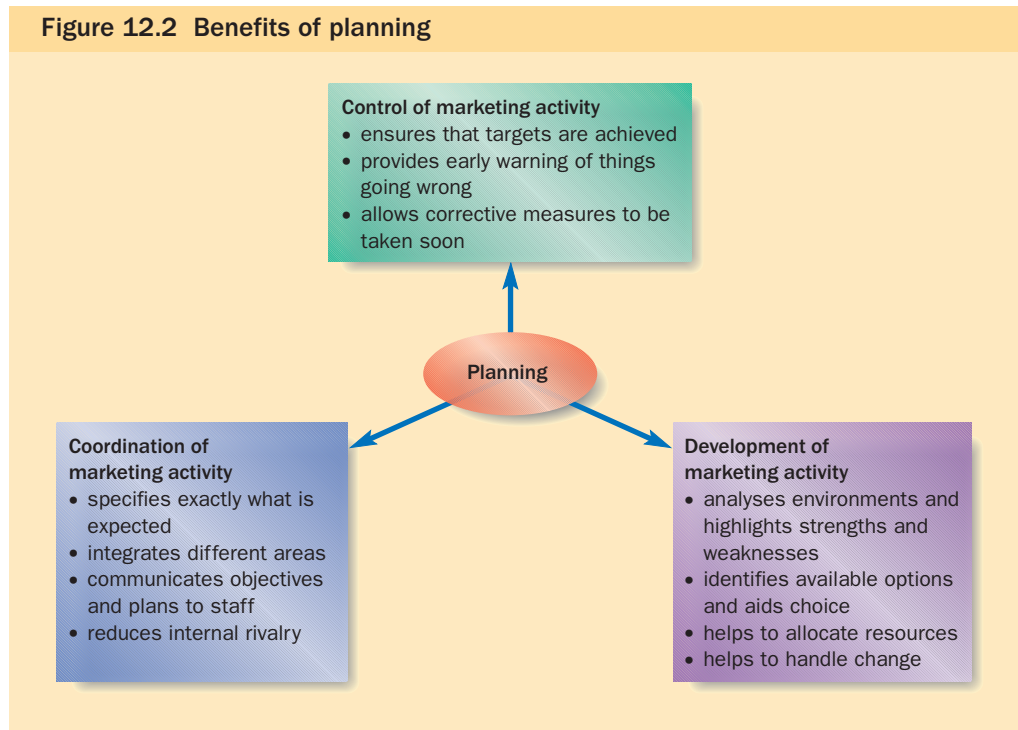 Figure 12.2 Benefits of planning
Control of marketing activity
• ensures that targets are achieved
• provides early warning of things
going wrong
• allows corrective measures to be
taken soon
Planning
Coordination of
marketing activity
• specifies exactly what is
expected
• integrates different areas
• communicates objectives
and plans to staff
• reduces internal rivalry
Development of
marketing activity
• analyses environments and
highlights strengths and
weaknesses
• identifies available options
and aids choice
• helps to allocate resources
• helps to handle change